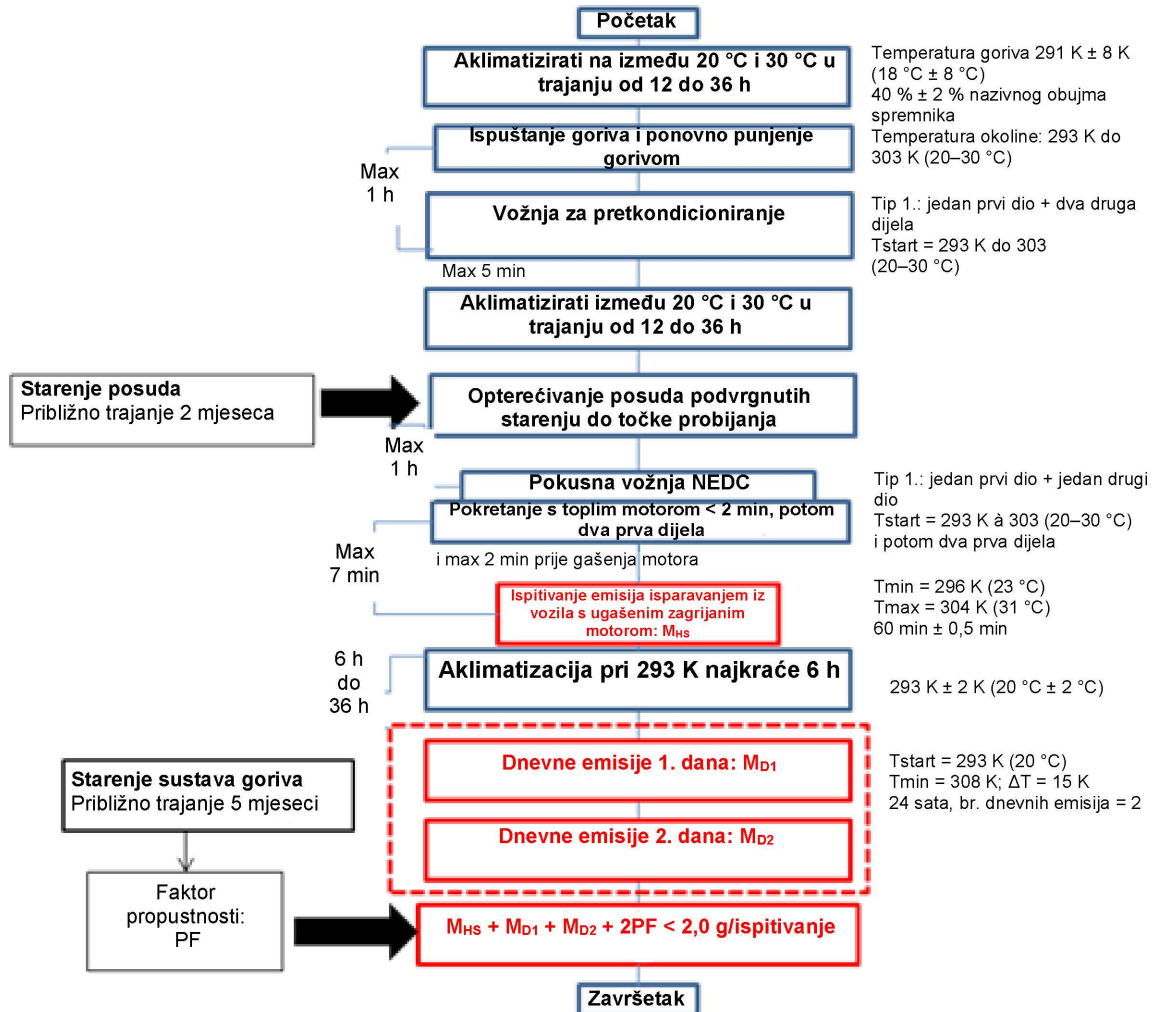 Početak
Aklimatizirati na između 20 °C i 30 °C u
trajanju od 12 do 36 h
Temperatura goriva 291 K ± 8 K
(18 °C ± 8 °C)
40 % ± 2 % nazivnog obujma
spremnika
Temperatura okoline: 293 K do
303 K (20–30 °C)
Ispuštanje goriva i ponovno punjenje
gorivom
Max
1 h
Vožnja za pretkondicioniranje
Tip 1.: jedan prvi dio + dva druga
dijela
Tstart = 293 K do 303
(20–30 °C)
Max 5 min
Aklimatizirati između 20 °C i 30 °C u
trajanju od 12 do 36 h
Starenje posuda
Približno trajanje 2 mjeseca
Opterećivanje posuda podvrgnutih
starenju do točke probijanja
Max
1 h
Pokusna vožnja NEDC
Tip 1.: jedan prvi dio + jedan drugi
dio
Tstart = 293 K à 303 (20–30 °C)
i potom dva prva dijela
Pokretanje s toplim motorom < 2 min, potom
dva prva dijela
Max
7 min
i max 2 min prije gašenja motora
Ispitivanje emisija isparavanjem iz
vozila s ugašenim zagrijanim
motorom: MHS
Tmin = 296 K (23 °C)
Tmax = 304 K (31 °C)
60 min ± 0,5 min
6 h
do
36 h
Aklimatizacija pri 293 K najkraće 6 h
293 K ± 2 K (20 °C ± 2 °C)
Dnevne emisije 1. dana: MD1
Tstart = 293 K (20 °C)
Tmin = 308 K; ΔT = 15 K
24 sata, br. dnevnih emisija = 2
Starenje sustava goriva
Približno trajanje 5 mjeseci
Dnevne emisije 2. dana: MD2
Faktor
propustnosti:
PF
MHS + MD1 + MD2 + 2PF < 2,0 g/ispitivanje
Završetak